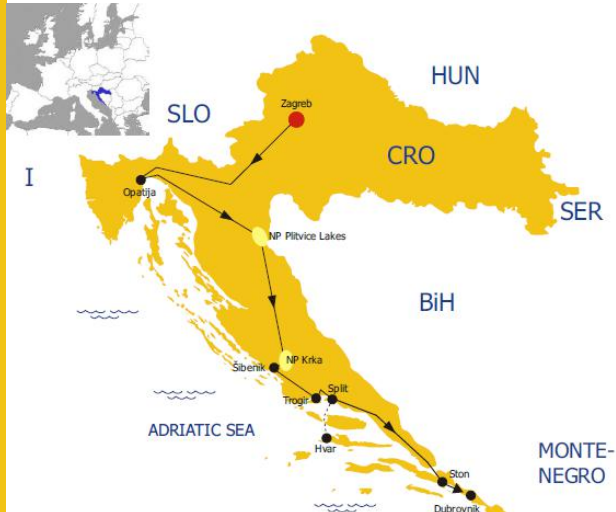 HUN
Zagreb
SLO
CRO
I
Opatija
SER
NP Plitvice Lakes
BiH
NP Krka
Šibenik
Trogir
Split
ADRIATIC SEA
Hvar
MONTE-
NEGRO
Ston
Dubrovnik